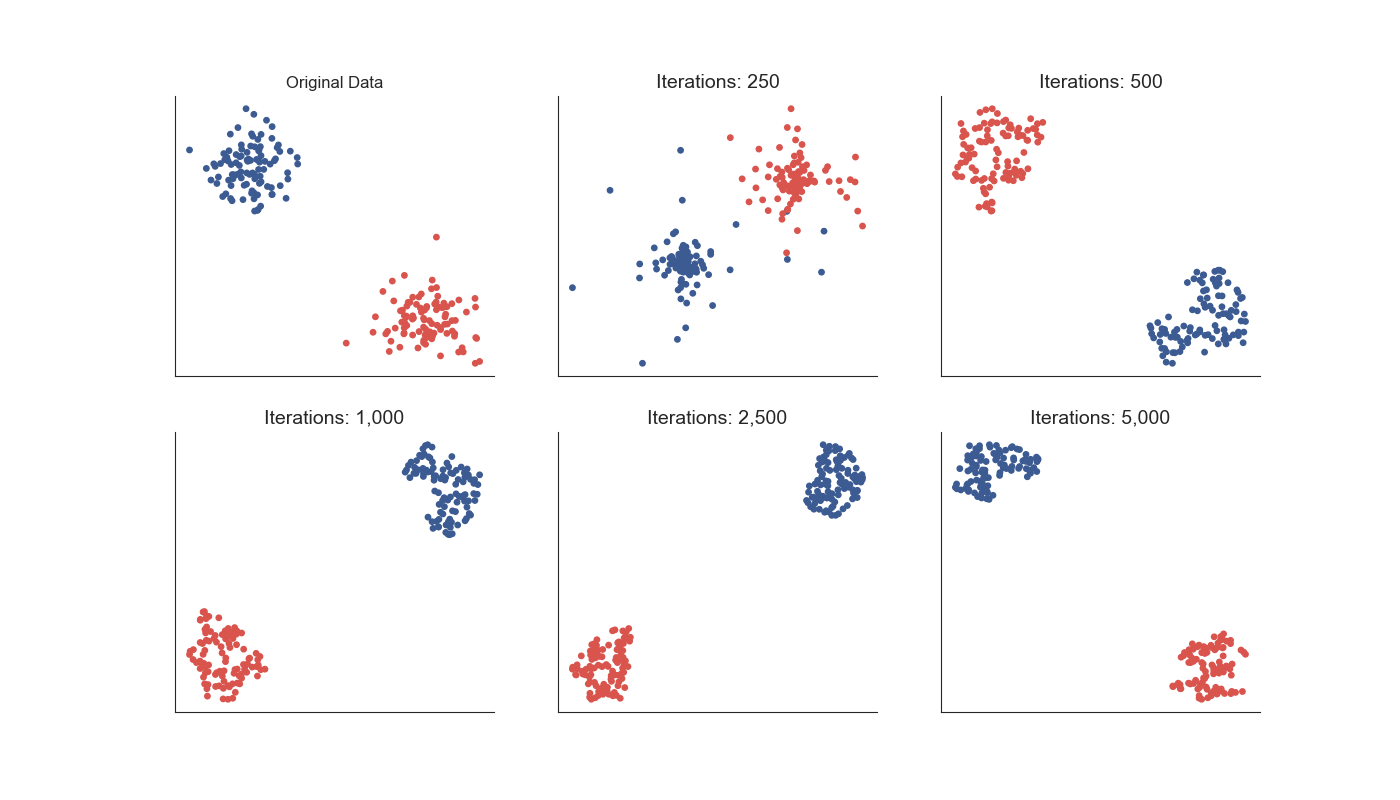 Original Data
Iterations: 250
Iterations: 500
Iterations: 1,000
Iterations: 2,500
Iterations: 5,000